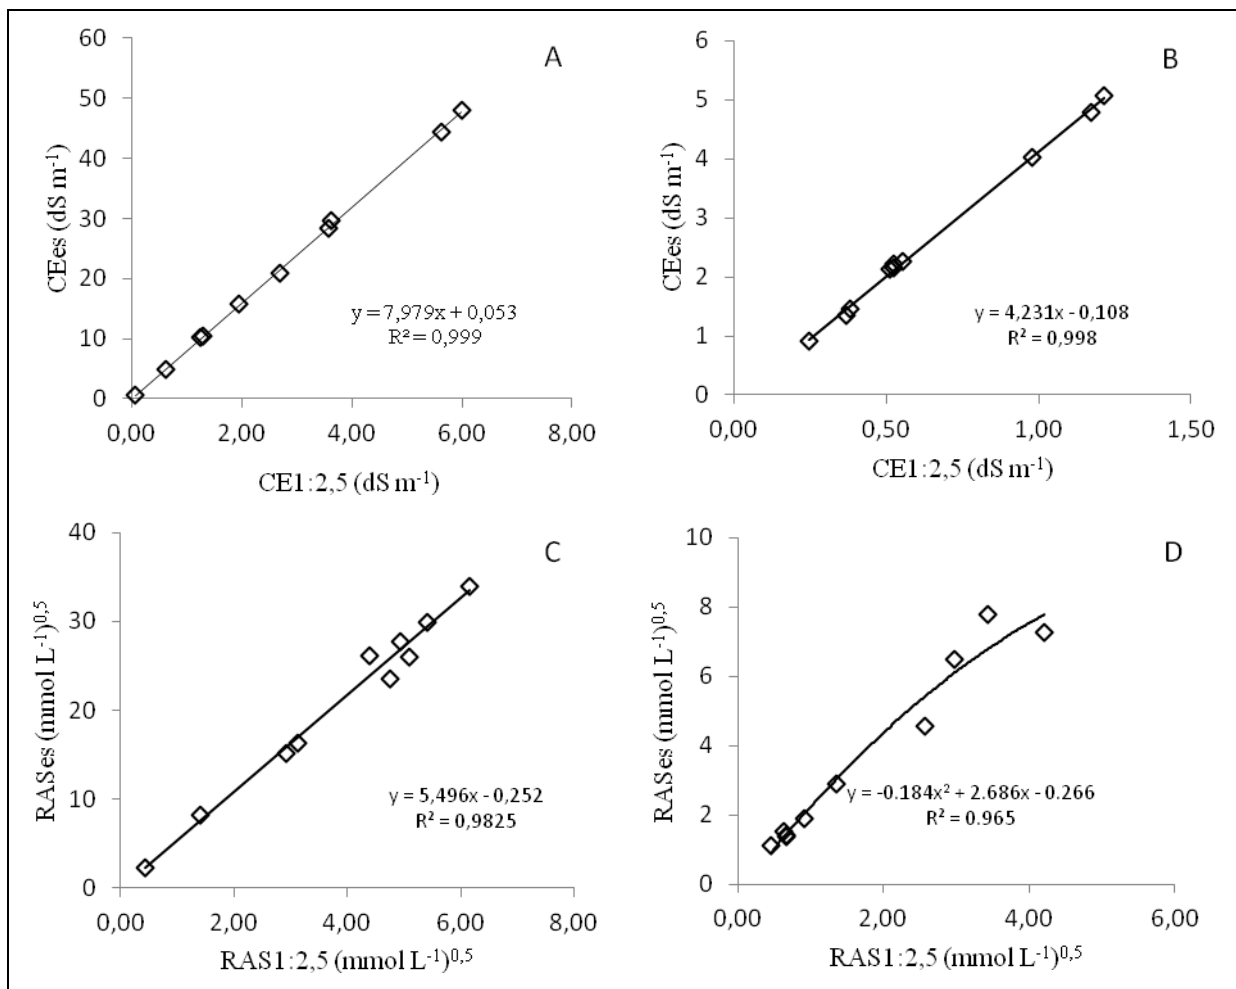 A
CEes (dS m⁻¹)
60
50
40
30
20
10
0
y = 7,979x + 0,053
R² = 0,999
0,00 2,00 4,00 6,00 8,00
CE1:2,5 (dS m⁻¹)
B
CEes (dS m⁻¹)
6
5
4
3
2
1
0
y = 4,231x - 0,108
R² = 0,998
0,00 0,50 1,00 1,50
CE1:2,5 (dS m⁻¹)
C
RASes (mmol L⁻¹)⁰,⁵
40
30
20
10
0
y = 5,496x - 0,252
R² = 0,9825
0,00 2,00 4,00 6,00 8,00
RAS1:2,5 (mmol L⁻¹)⁰,⁵
D
RASes (mmol L⁻¹)⁰,⁵
10
8
6
4
2
0
y = -0.184x² + 2.686x - 0.266
R² = 0.965
0,00 2,00 4,00 6,00
RAS1:2,5 (mmol L⁻¹)⁰,⁵